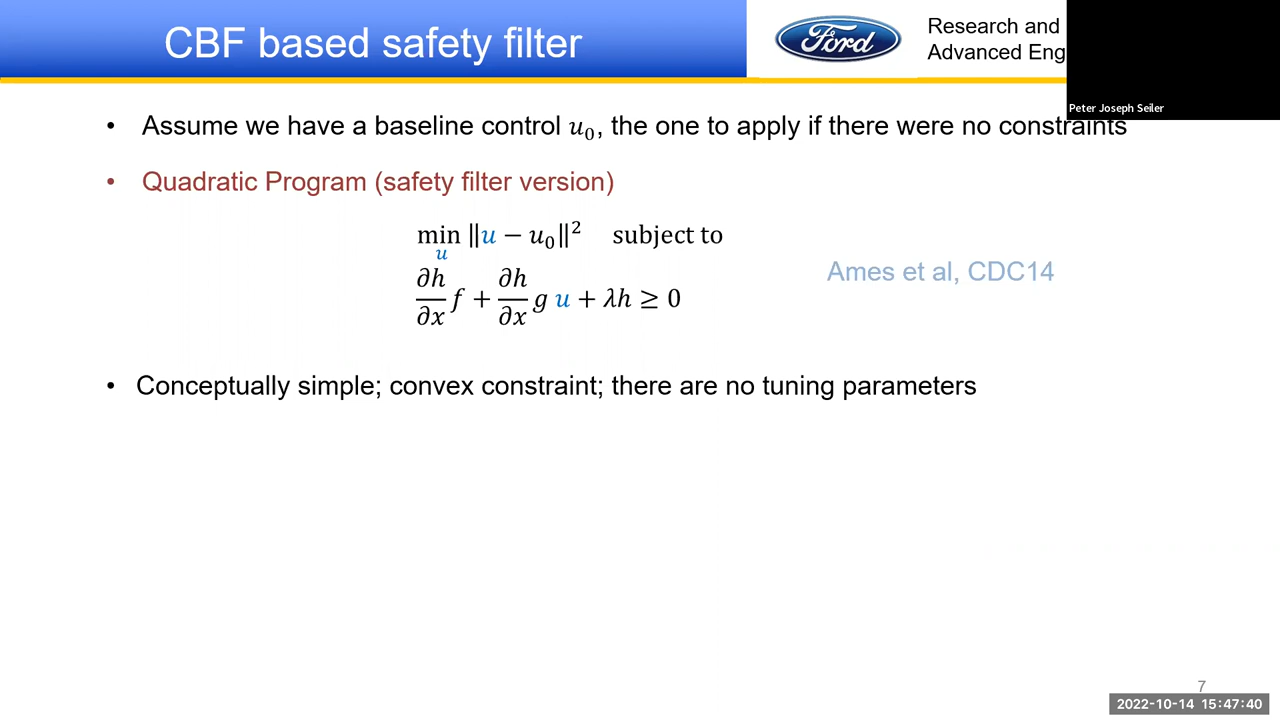 CBF based safety filter
Ford
Research and
Advanced Eng
Peter Joseph Seiler
• Assume we have a baseline control u₀, the one to apply if there were no constraints
• Quadratic Program (safety filter version)
min ‖u − u₀‖² subject to
u
∂h/∂x f + ∂h/∂x g u + λh ≥ 0
Ames et al, CDC14
• Conceptually simple; convex constraint; there are no tuning parameters
7
2022-10-14 15:47:40